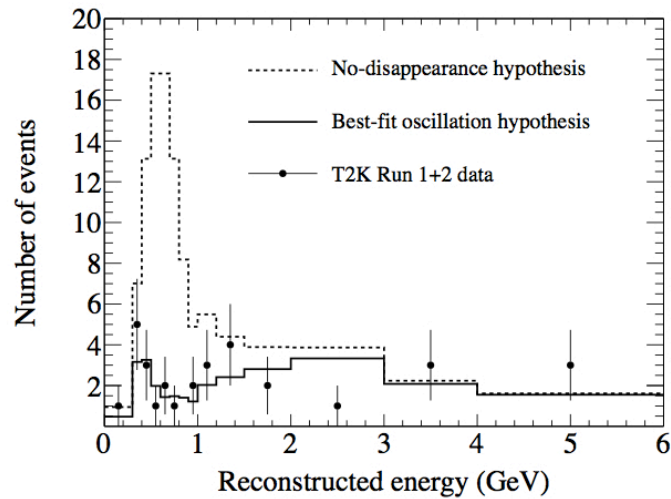 20
18
16
14
12
10
8
6
4
2
Number of events
No-disappearance hypothesis
Best-fit oscillation hypothesis
T2K Run 1+2 data
0 1 2 3 4 5 6
Reconstructed energy (GeV)